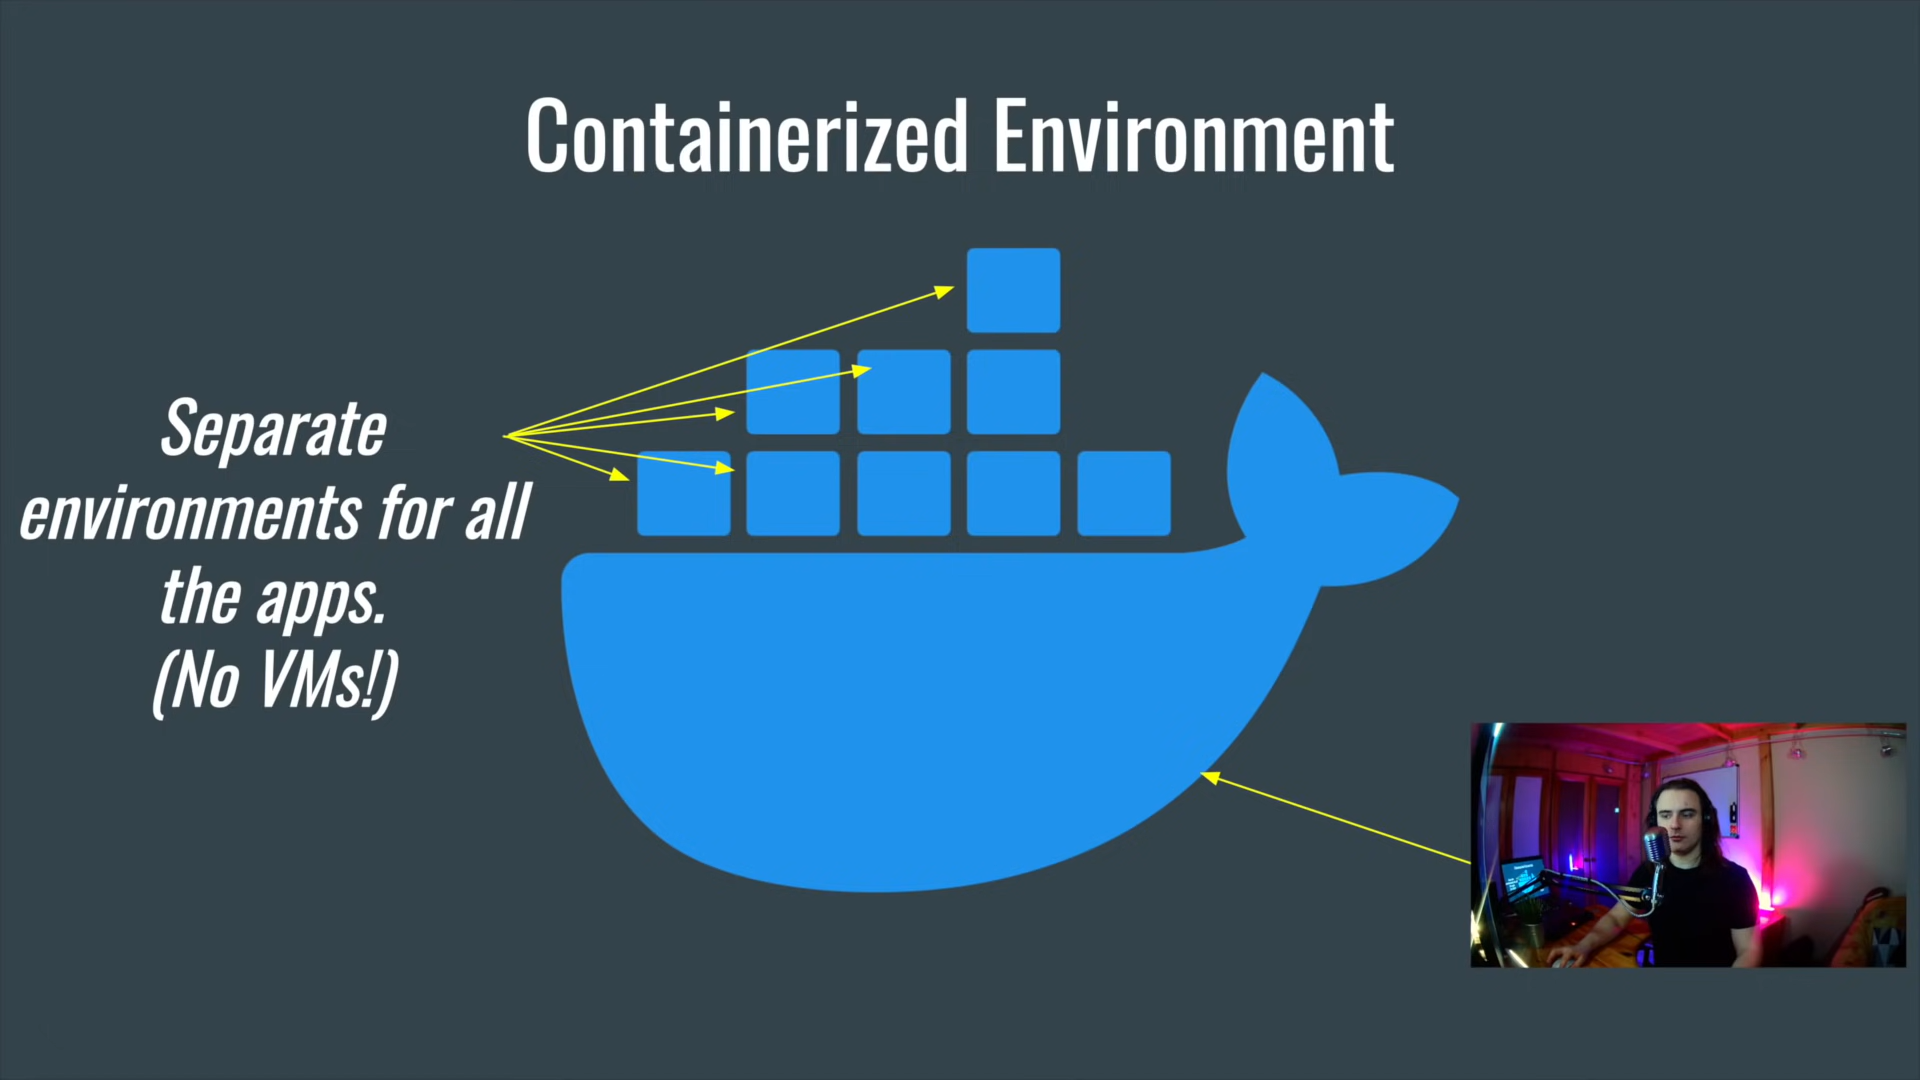 Containerized Environment
Separate
environments for all
the apps.
(No VMs!)